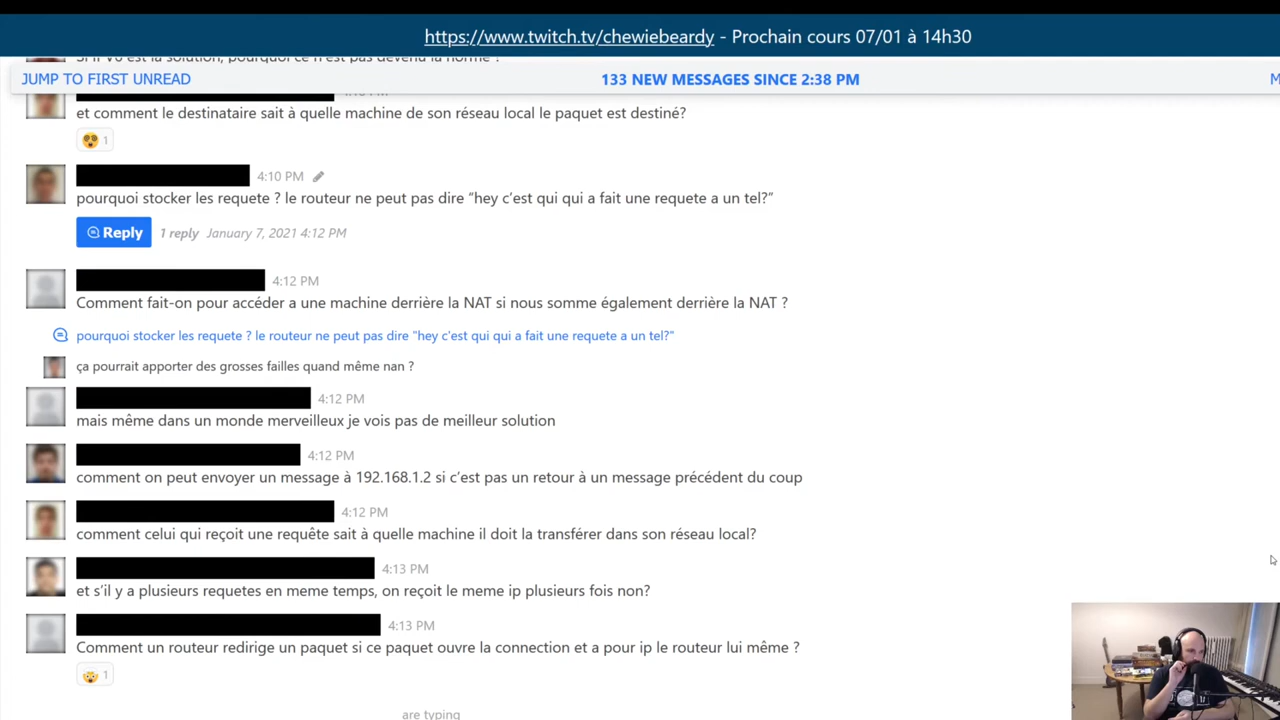 https://www.twitch.tv/chewiebeardy - Prochain cours 07/01 à 14h30
JUMP TO FIRST UNREAD
133 NEW MESSAGES SINCE 2:38 PM
et comment le destinataire sait à quelle machine de son réseau local le paquet est destiné?
1
4:10 PM
pourquoi stocker les requete ? le routeur ne peut pas dire “hey c’est qui qui a fait une requete a un tel?”
Reply 1 reply January 7, 2021 4:12 PM
4:12 PM
Comment fait-on pour accéder a une machine derrière la NAT si nous somme également derrière la NAT ?
pourquoi stocker les requete ? le routeur ne peut pas dire "hey c'est qui qui a fait une requete a un tel?"
ça pourrait apporter des grosses failles quand même nan ?
4:12 PM
mais même dans un monde merveilleux je vois pas de meilleur solution
4:12 PM
comment on peut envoyer un message à 192.168.1.2 si c’est pas un retour à un message précédent du coup
4:12 PM
comment celui qui reçoit une requête sait à quelle machine il doit la transférer dans son réseau local?
4:13 PM
et s’il y a plusieurs requetes en meme temps, on reçoit le meme ip plusieurs fois non?
4:13 PM
Comment un routeur redirige un paquet si ce paquet ouvre la connection et a pour ip le routeur lui même ?
1
are typing